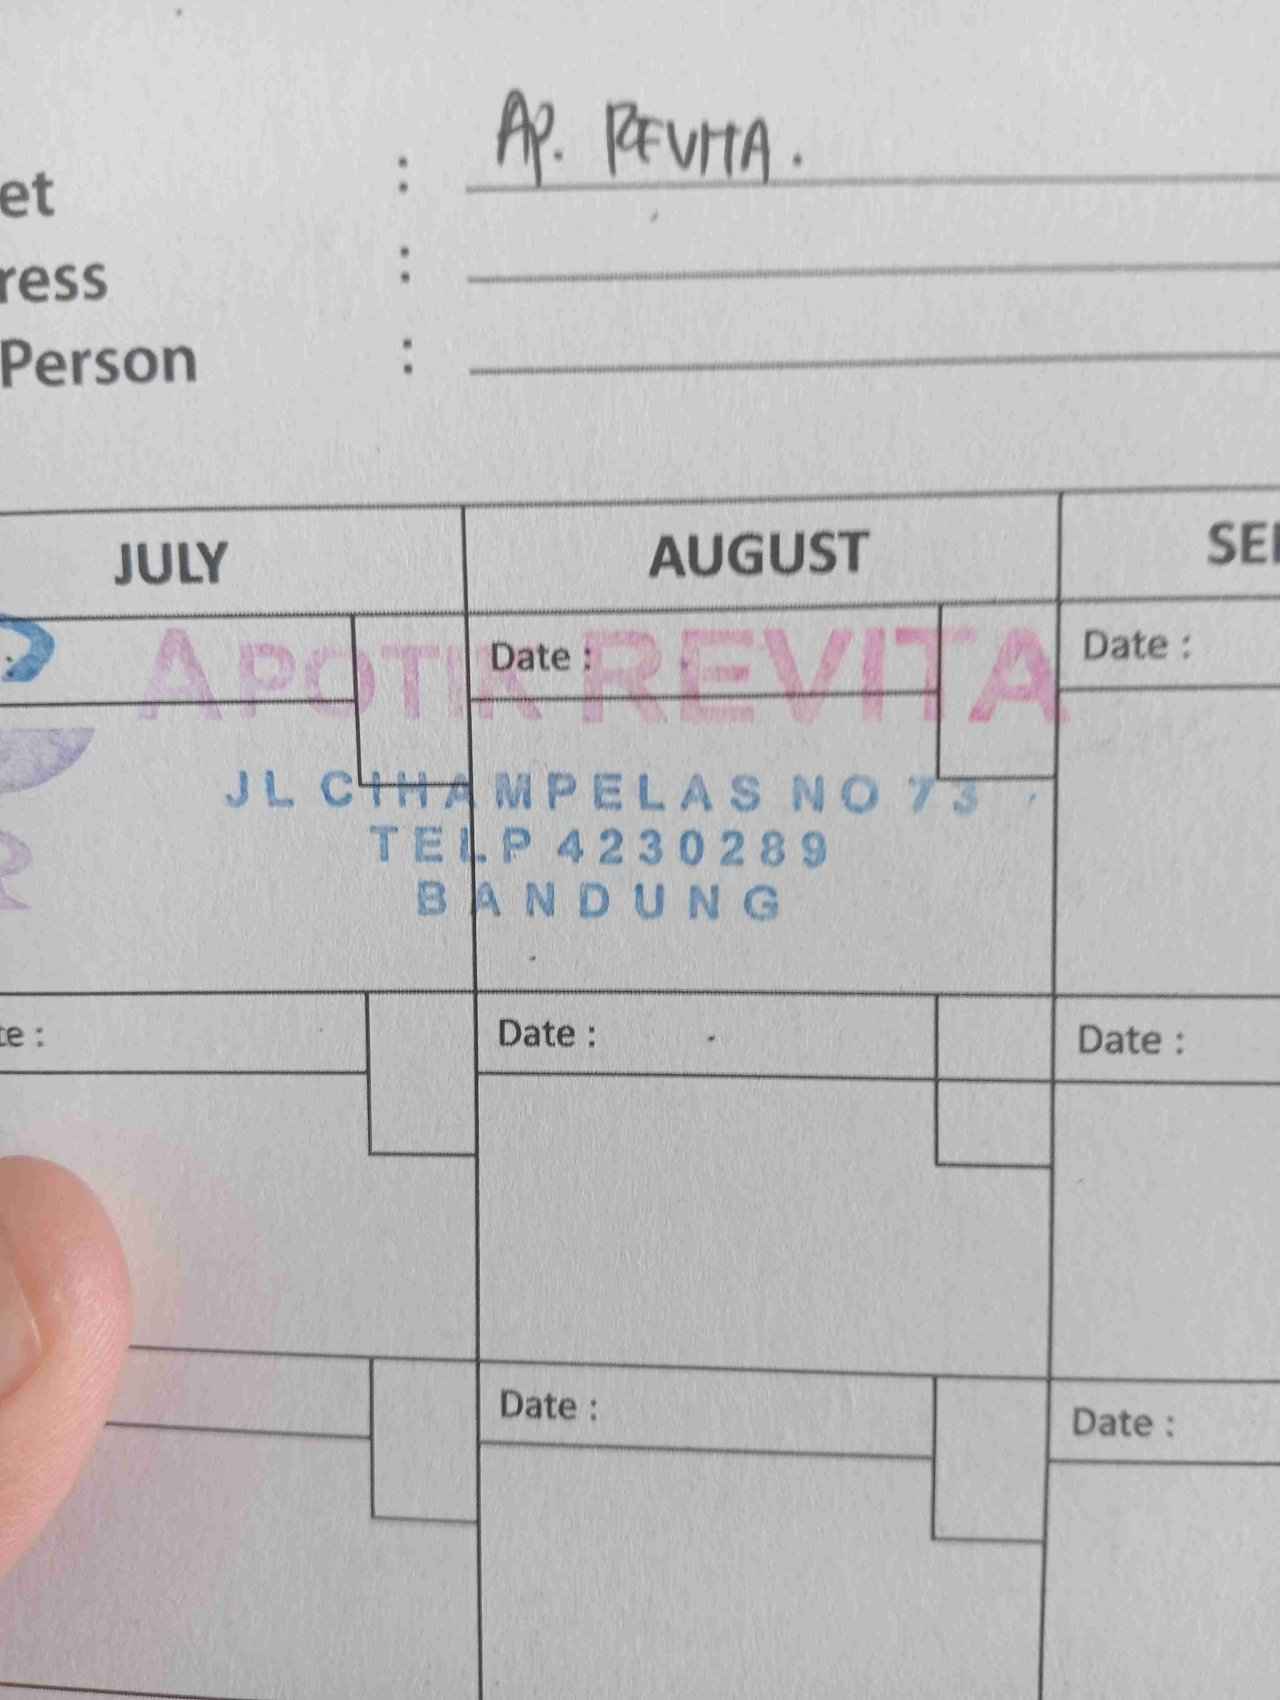 et : AP. REVITA.
ress :
Person :
JULY AUGUST
Date : Date :
APOTIK REVITA
JL CIHAMPELAS NO 73
TELP 4230289
BANDUNG
te : Date : Date :
Date : Date :